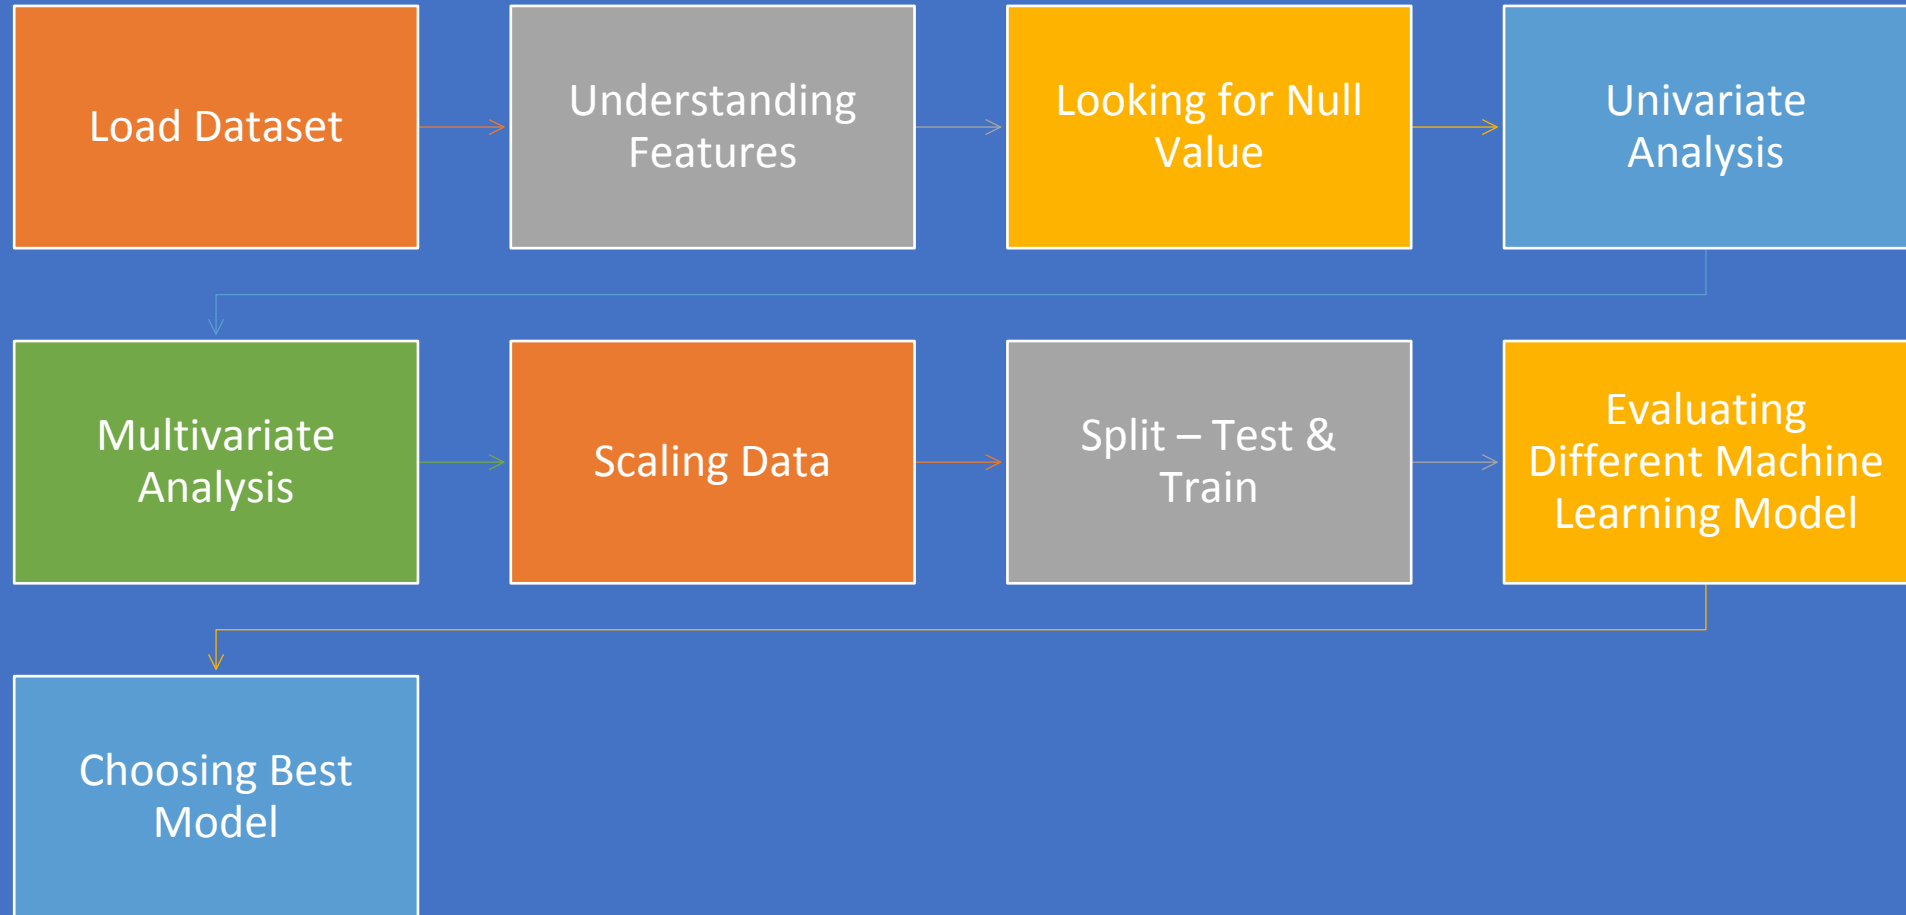 Load Dataset
Understanding
Features
Looking for Null
Value
Univariate
Analysis
Multivariate
Analysis
Scaling Data
Split – Test &
Train
Evaluating
Different Machine
Learning Model
Choosing Best
Model